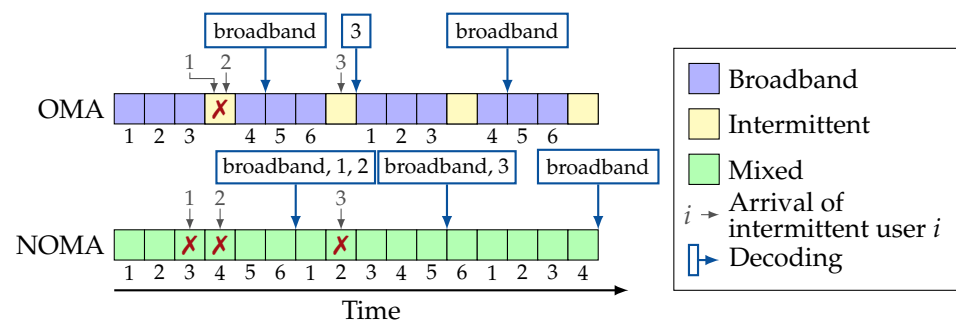 broadband 3 broadband
1 2 3
OMA ✗
1 2 3 4 5 6 1 2 3 4 5 6
broadband, 1, 2 broadband, 3 broadband
1 2 3
NOMA ✗ ✗ ✗
1 2 3 4 5 6 1 2 3 4 5 6 1 2 3 4
Time
Broadband
Intermittent
Mixed
i → Arrival of
intermittent user i
Decoding